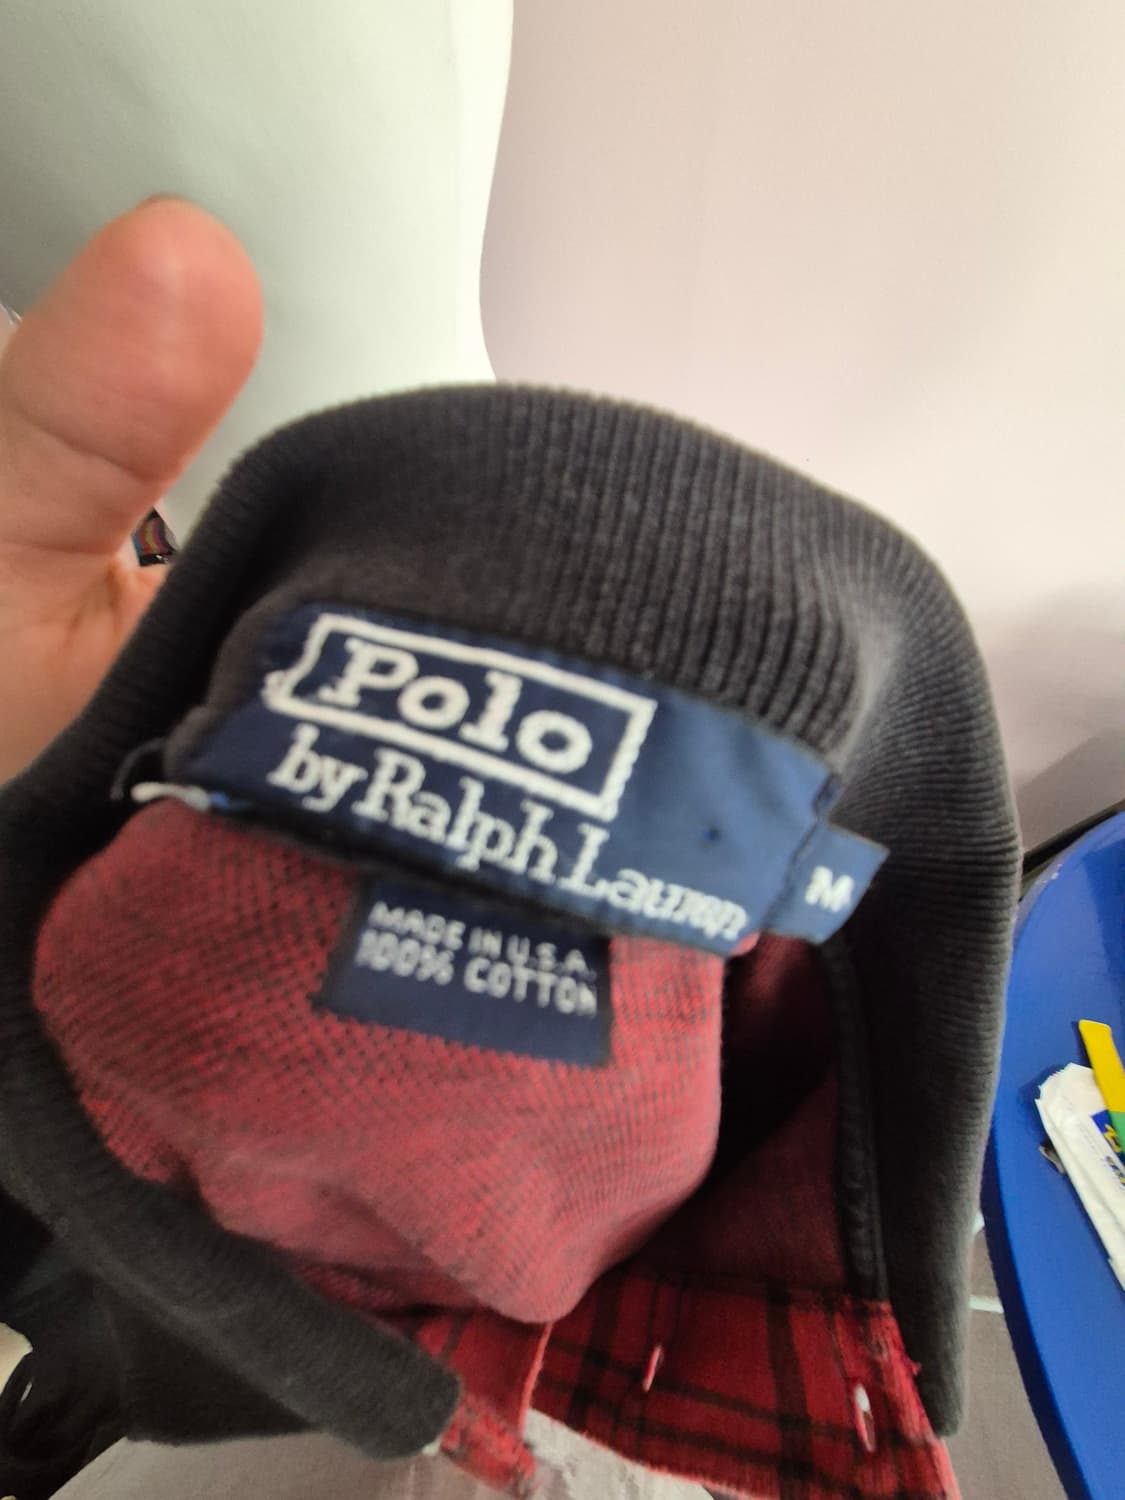 Polo
by Ralph Lauren
M
MADE IN U.S.A.
100% COTTON